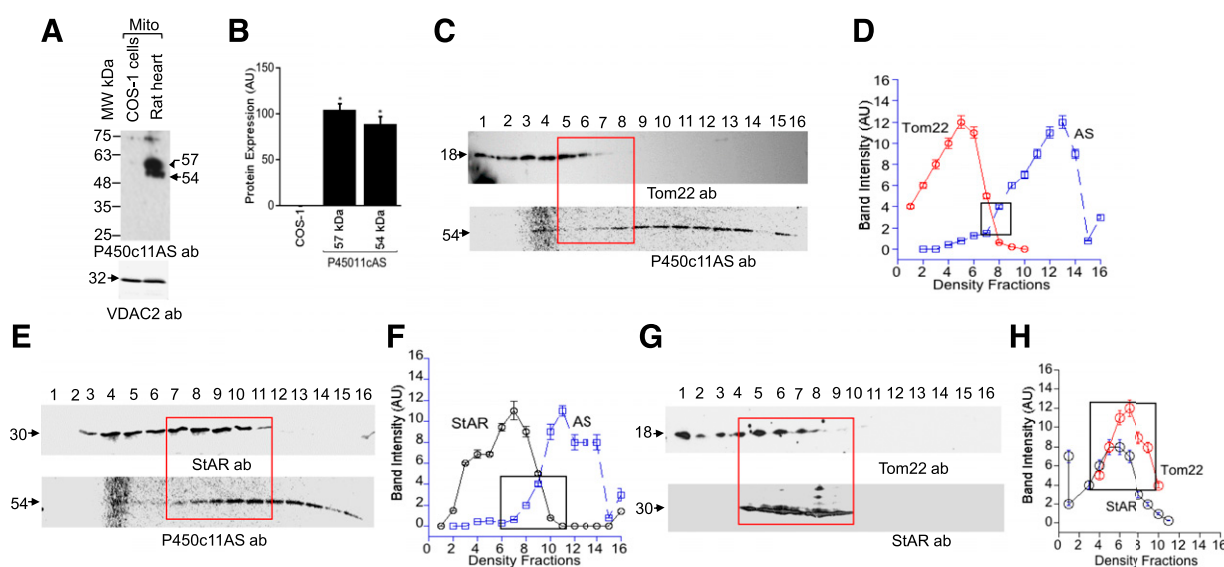 A
MW kDa
Mito
COS-1 cells
Rat heart
75
63
48
35
25
57
54
P450c11AS ab
32
VDAC2 ab
B
Protein Expression (AU)
150
100
50
0
* *
COS-1
57 kDa
54 kDa
P45011cAS
C
1 2 3 4 5 6 7 8 9 10 11 12 13 14 15 16
18
Tom22 ab
54
P450c11AS ab
D
Band Intensity (AU)
16
14
12
10
8
6
4
2
0
Tom22
AS
0 2 4 6 8 10 12 14 16
Density Fractions
E
1 2 3 4 5 6 7 8 9 10 11 12 13 14 15 16
30
StAR ab
54
P450c11AS ab
F
Band Intensity (AU)
16
14
12
10
8
6
4
2
0
StAR
AS
0 2 4 6 8 10 12 14 16
Density Fractions
G
1 2 3 4 5 6 7 8 9 10 11 12 13 14 15 16
18
Tom22 ab
30
StAR ab
H
Band Intensity (AU)
16
14
12
10
8
6
4
2
0
Tom22
StAR
0 2 4 6 8 10 12 14 16
Density Fractions